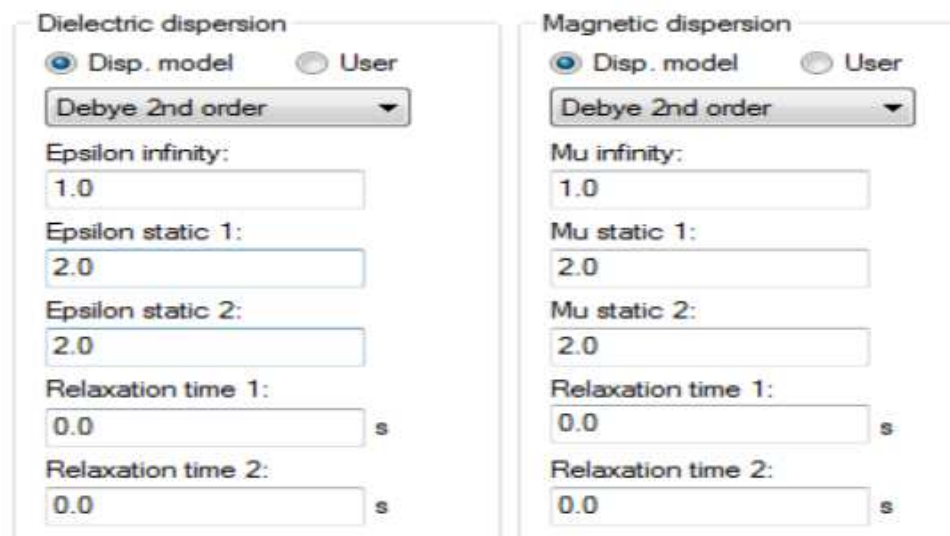 Dielectric dispersion
Disp. model User
Debye 2nd order
Epsilon infinity:
1.0
Epsilon static 1:
2.0
Epsilon static 2:
2.0
Relaxation time 1:
0.0 s
Relaxation time 2:
0.0 s
Magnetic dispersion
Disp. model User
Debye 2nd order
Mu infinity:
1.0
Mu static 1:
2.0
Mu static 2:
2.0
Relaxation time 1:
0.0 s
Relaxation time 2:
0.0 s